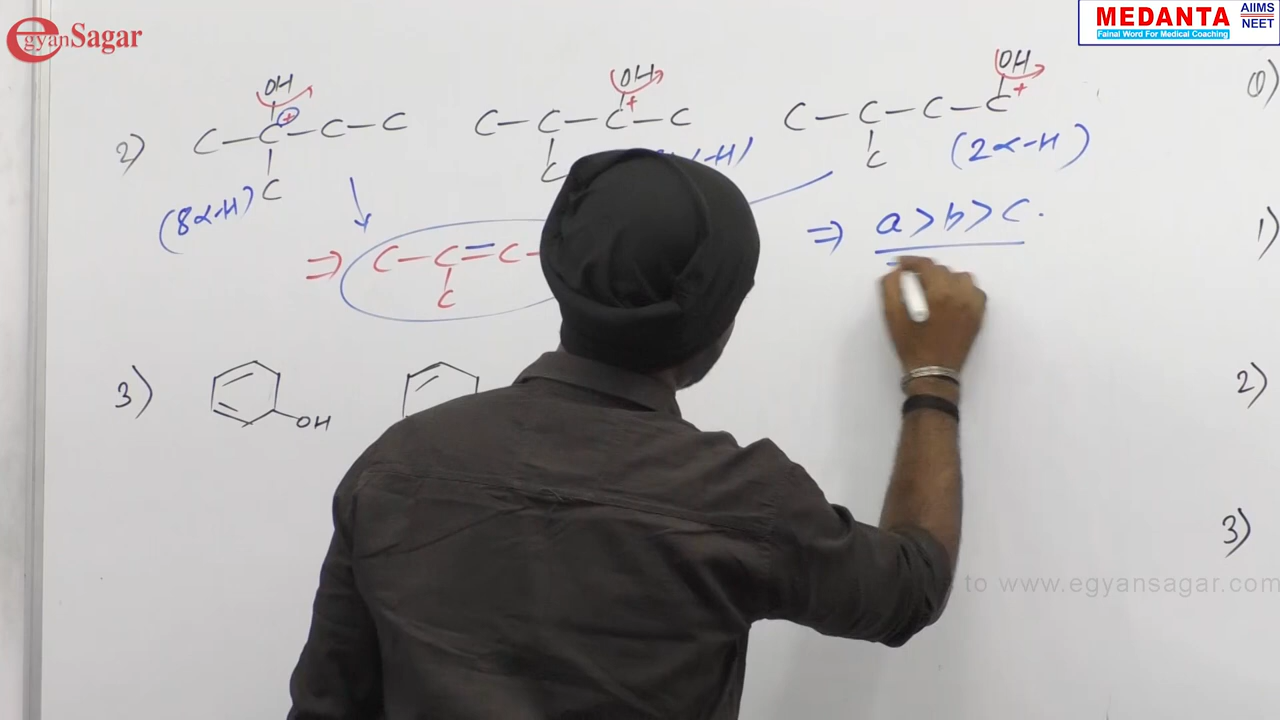 egyanSagar
MEDANTA AIIMS NEET
Fainal Word For Medical Coaching
OH OH OH
2) C—C—C—C C—C—C—C C—C—C—C
+ + +
C C C
(8α-H) α-H) (2α-H)
⇒ C—C=C—
C
⇒ a>b>c.
3) OH
0)
1)
2)
3)
to www.egyansagar.com